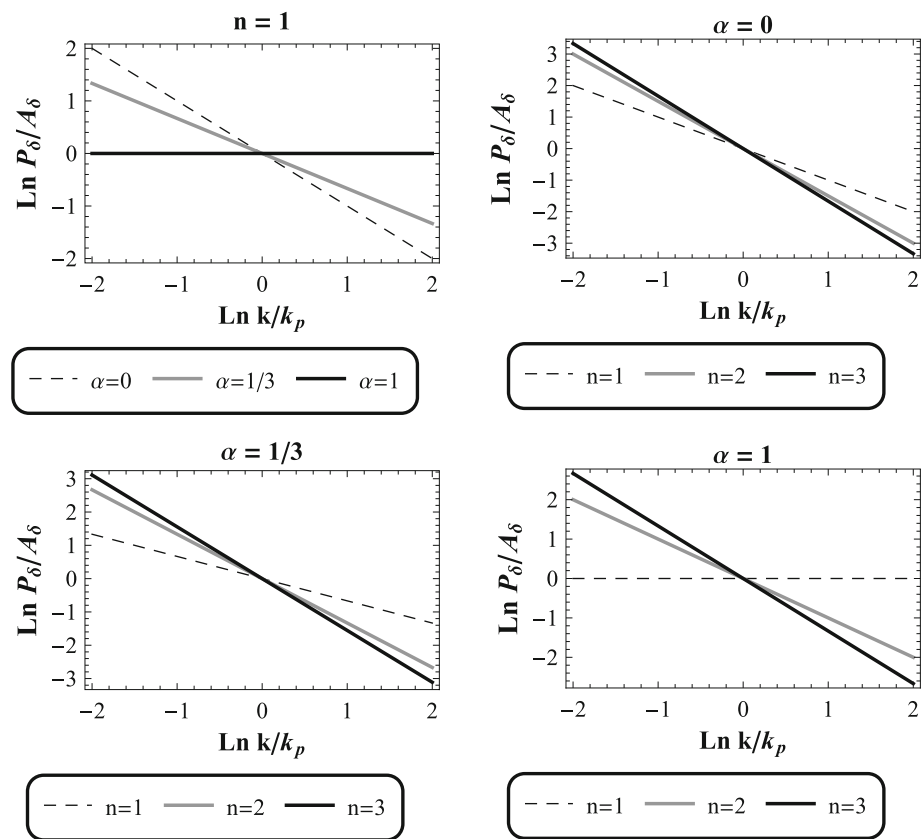 n = 1
Ln P_δ/A_δ
2
1
0
−1
−2
−2 −1 0 1 2
Ln k/k_p
α=0 α=1/3 α=1
α = 0
Ln P_δ/A_δ
3
2
1
0
−1
−2
−3
−2 −1 0 1 2
Ln k/k_p
n=1 n=2 n=3
α = 1/3
Ln P_δ/A_δ
3
2
1
0
−1
−2
−3
−2 −1 0 1 2
Ln k/k_p
n=1 n=2 n=3
α = 1
Ln P_δ/A_δ
2
1
0
−1
−2
−2 −1 0 1 2
Ln k/k_p
n=1 n=2 n=3